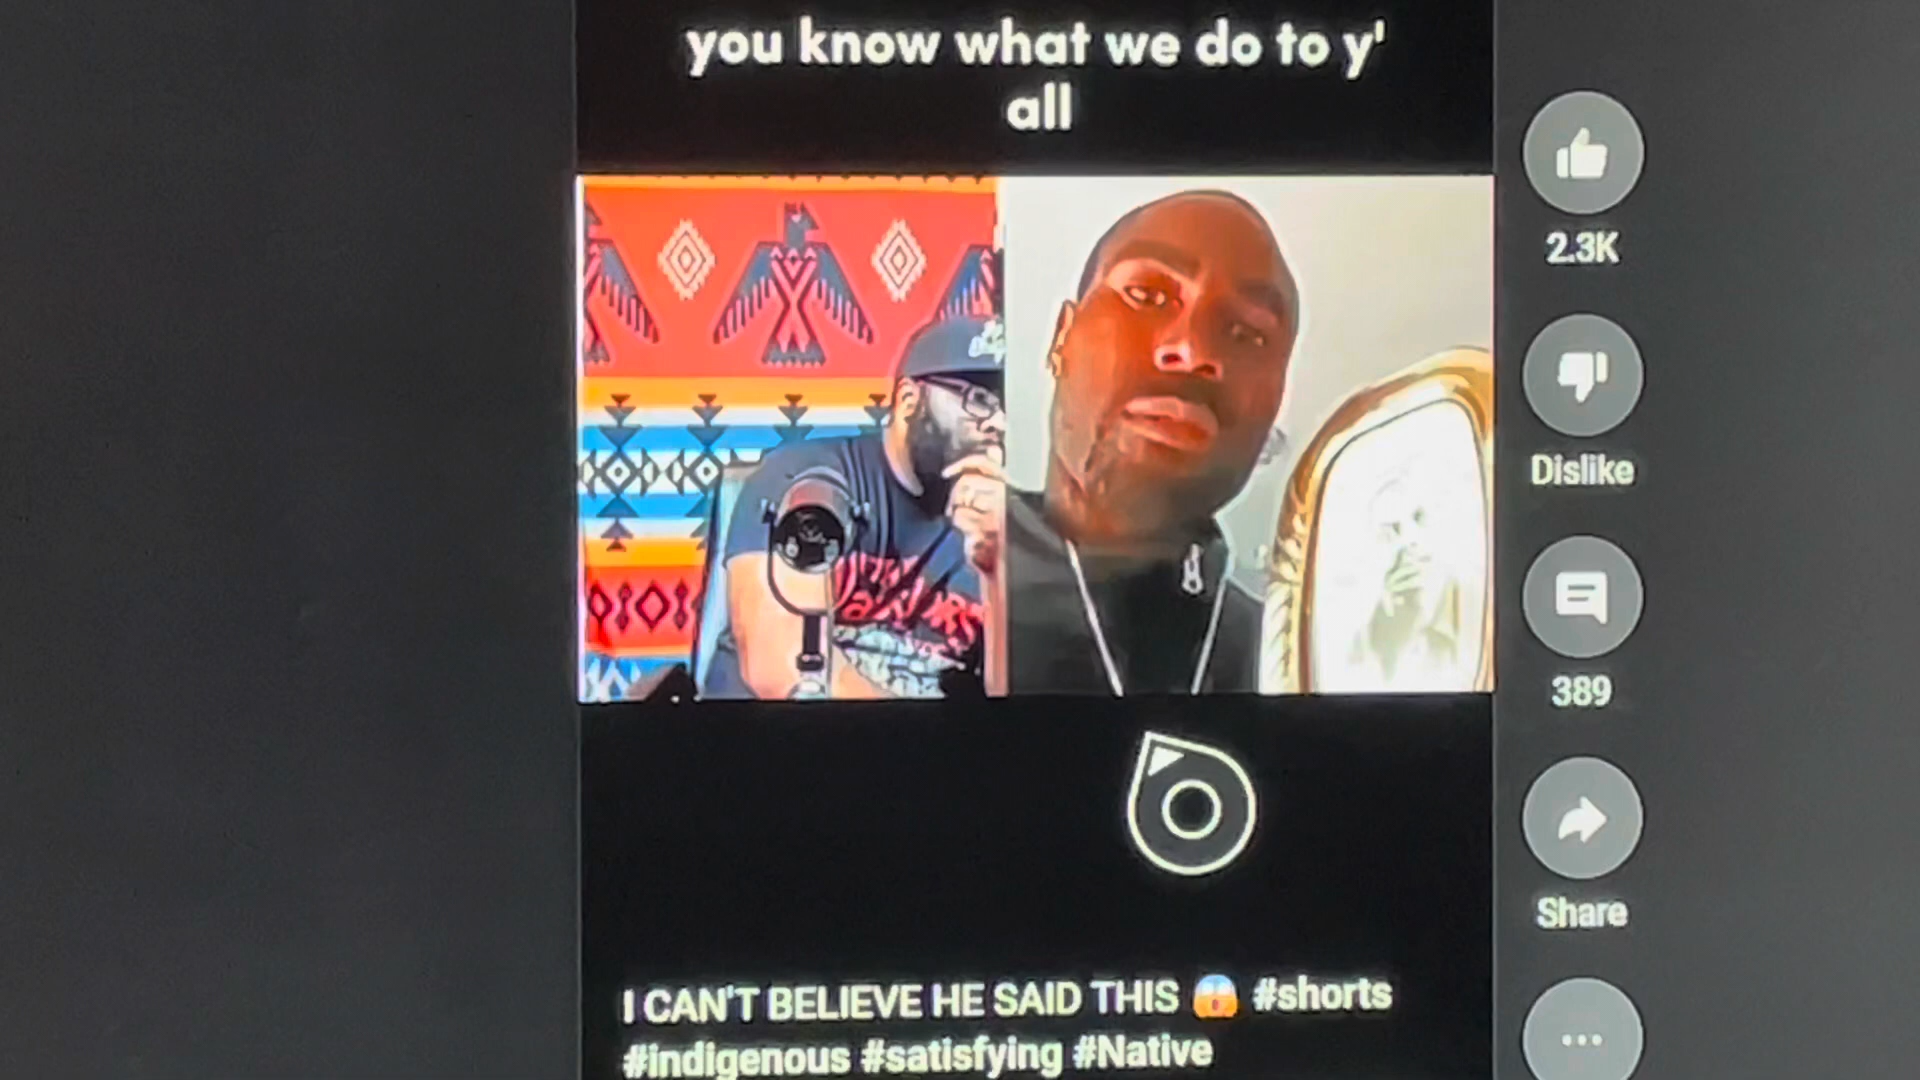 you know what we do to y'
all
2.3K
Dislike
389
Share
I CAN'T BELIEVE HE SAID THIS 😱 #shorts
#indigenous #satisfying #Native